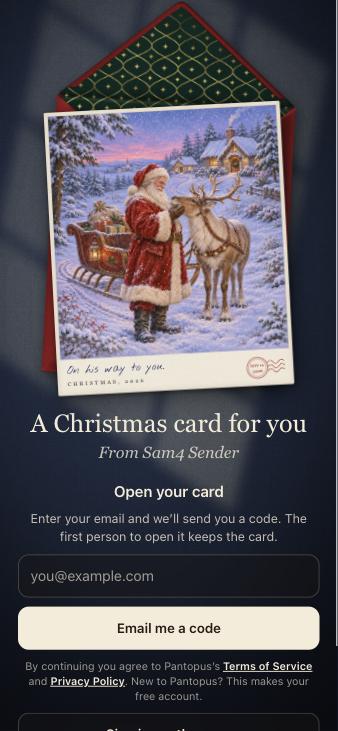 On his way to you.
CHRISTMAS, 2026
A Christmas card for you
From Sam4 Sender
Open your card
Enter your email and we'll send you a code. The
first person to open it keeps the card.
you@example.com
Email me a code
By continuing you agree to Pantopus's Terms of Service
and Privacy Policy. New to Pantopus? This makes your
free account.